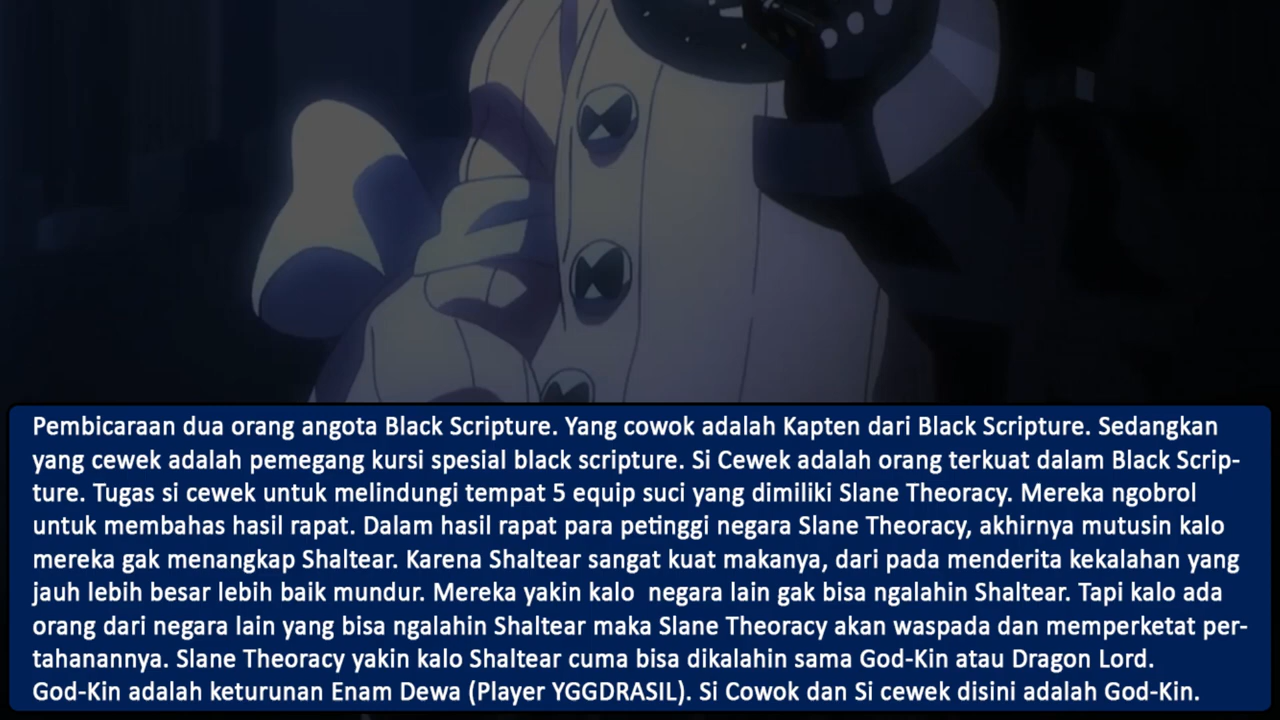 Pembicaraan dua orang angota Black Scripture. Yang cowok adalah Kapten dari Black Scripture. Sedangkan
yang cewek adalah pemegang kursi spesial black scripture. Si Cewek adalah orang terkuat dalam Black Scrip-
ture. Tugas si cewek untuk melindungi tempat 5 equip suci yang dimiliki Slane Theoracy. Mereka ngobrol
untuk membahas hasil rapat. Dalam hasil rapat para petinggi negara Slane Theoracy, akhirnya mutusin kalo
mereka gak menangkap Shaltear. Karena Shaltear sangat kuat makanya, dari pada menderita kekalahan yang
jauh lebih besar lebih baik mundur. Mereka yakin kalo  negara lain gak bisa ngalahin Shaltear. Tapi kalo ada
orang dari negara lain yang bisa ngalahin Shaltear maka Slane Theoracy akan waspada dan memperketat per-
tahanannya. Slane Theoracy yakin kalo Shaltear cuma bisa dikalahin sama God-Kin atau Dragon Lord.
God-Kin adalah keturunan Enam Dewa (Player YGGDRASIL). Si Cowok dan Si cewek disini adalah God-Kin.